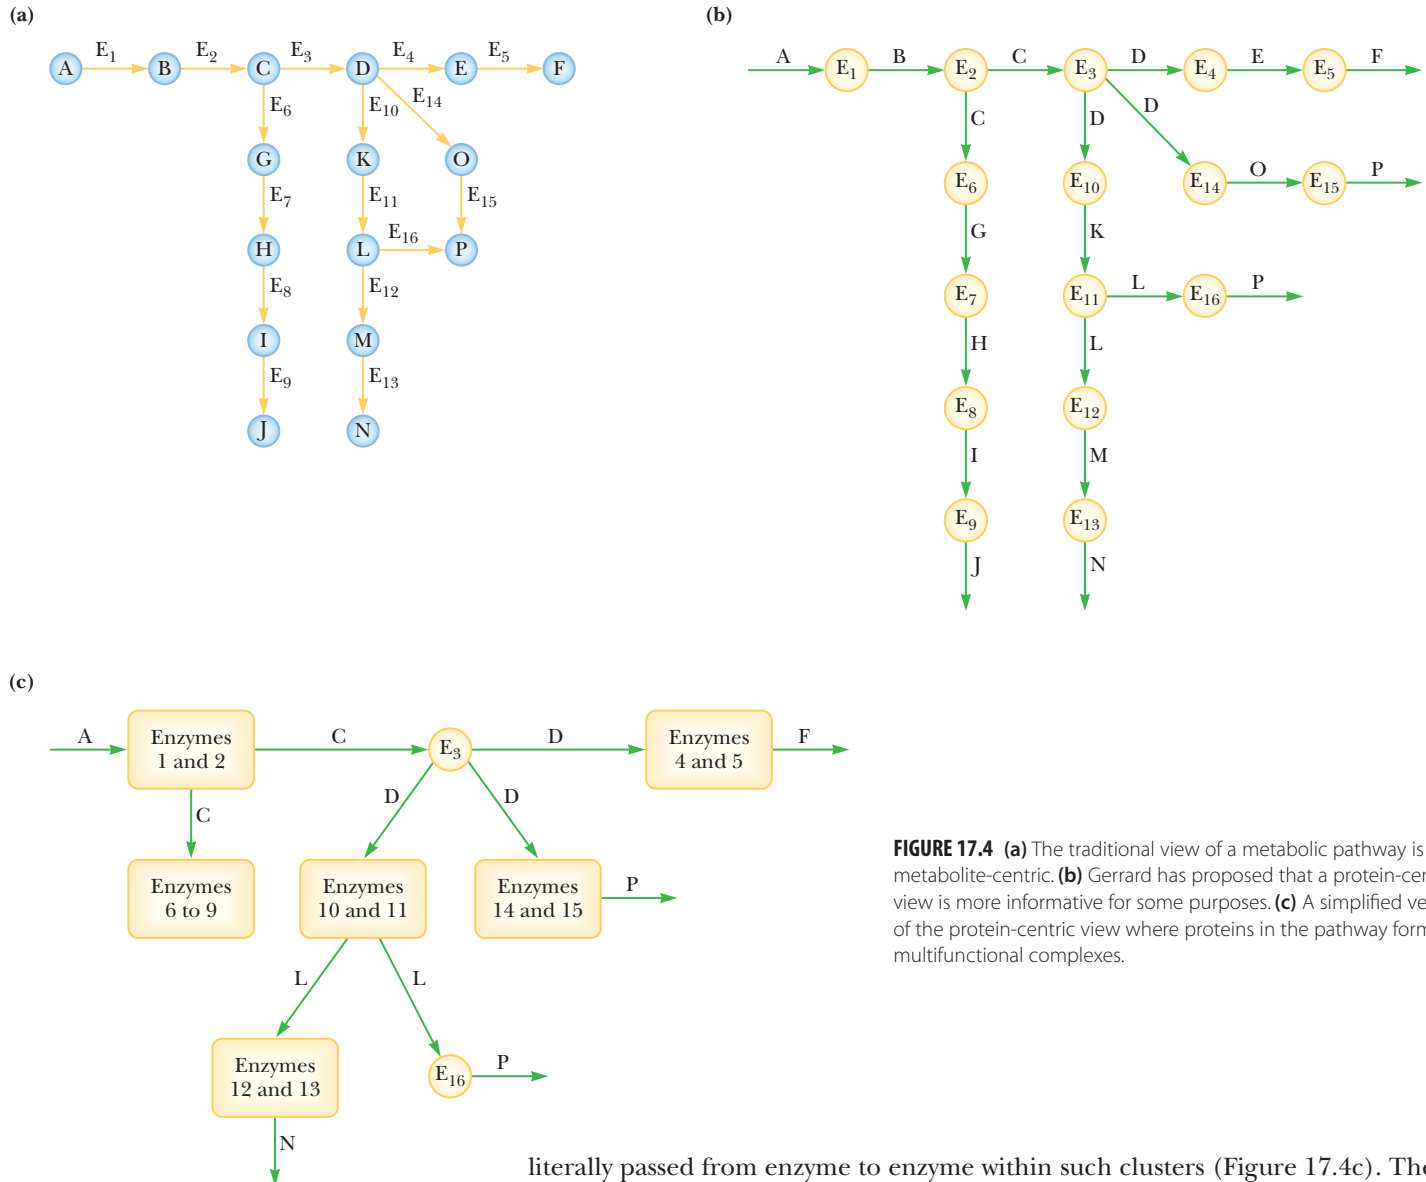 (a)
E1 E2 E3 E4 E5
A B C D E F
E6 E10 E14
G K O
E7 E11 E15
E16
H L P
E8 E12
I M
E9 E13
J N
(b)
A B C D E F
E1 E2 E3 E4 E5
C D D
E6 E10 E14 O E15 P
G K
E7 E11 L E16 P
H L
E8 E12
I M
E9 E13
J N
(c)
A Enzymes C E3 D Enzymes F
1 and 2 4 and 5
C D D
Enzymes Enzymes Enzymes P
6 to 9 10 and 11 14 and 15
L L
Enzymes E16 P
12 and 13
N
FIGURE 17.4 (a) The traditional view of a metabolic pathway is
metabolite-centric. (b) Gerrard has proposed that a protein-cen
view is more informative for some purposes. (c) A simplified ve
of the protein-centric view where proteins in the pathway form
multifunctional complexes.
literally passed from enzyme to enzyme within such clusters (Figure 17.4c). The